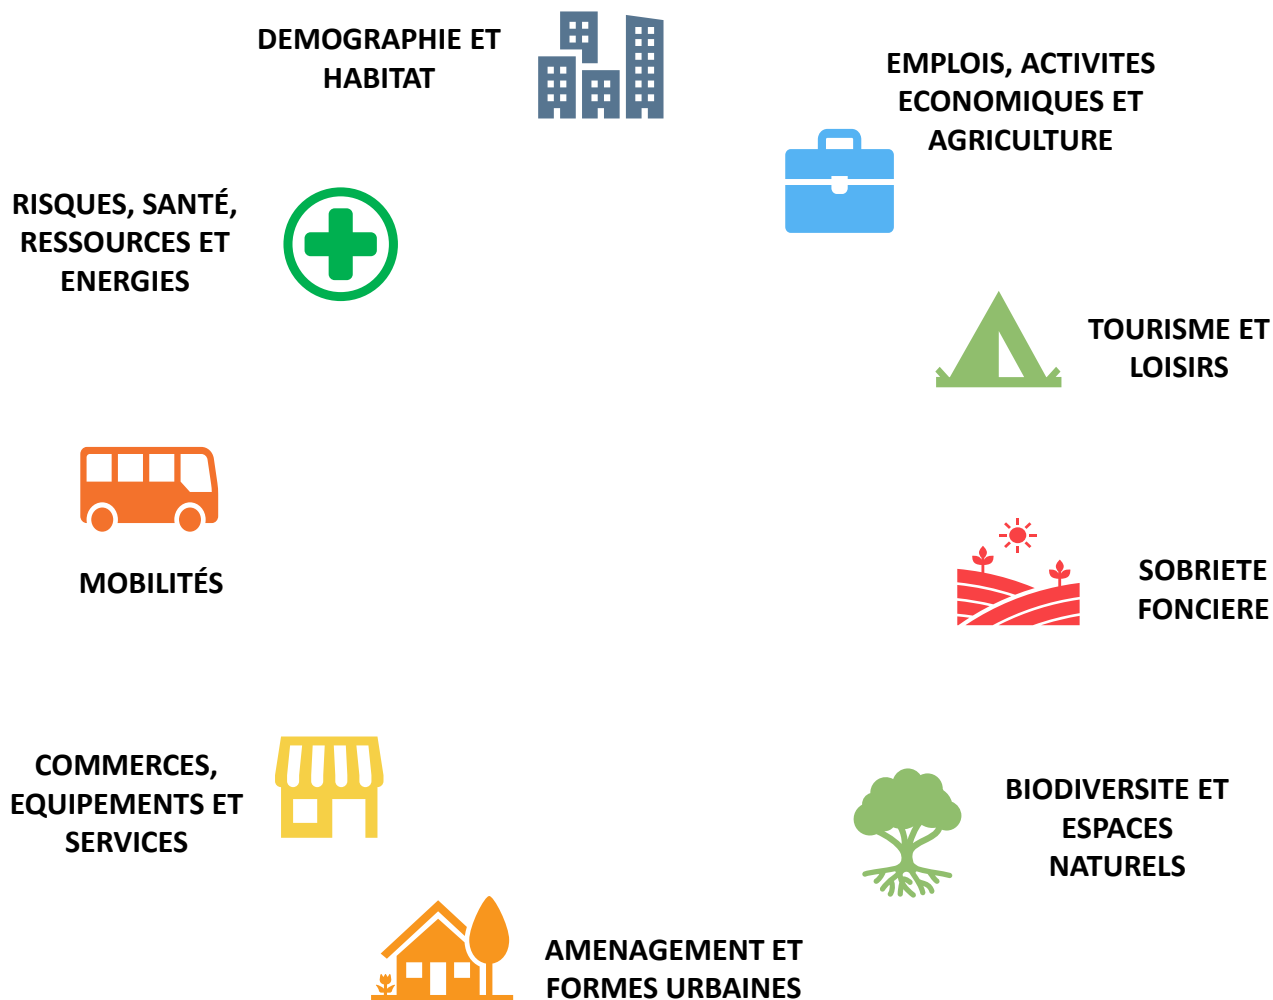 DEMOGRAPHIE ET
HABITAT
EMPLOIS, ACTIVITES
ECONOMIQUES ET
AGRICULTURE
RISQUES, SANTÉ,
RESSOURCES ET
ENERGIES
TOURISME ET
LOISIRS
MOBILITÉS
SOBRIETE
FONCIERE
COMMERCES,
EQUIPEMENTS ET
SERVICES
BIODIVERSITE ET
ESPACES
NATURELS
AMENAGEMENT ET
FORMES URBAINES